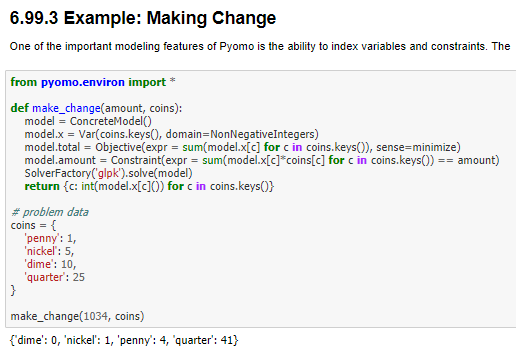 6.99.3 Example: Making Change
One of the important modeling features of Pyomo is the ability to index variables and constraints. The
from pyomo.environ import *
def make_change(amount, coins):
    model = ConcreteModel()
    model.x = Var(coins.keys(), domain=NonNegativeIntegers)
    model.total = Objective(expr = sum(model.x[c] for c in coins.keys()), sense=minimize)
    model.amount = Constraint(expr = sum(model.x[c]*coins[c] for c in coins.keys()) == amount)
    SolverFactory('glpk').solve(model)
    return {c: int(model.x[c]()) for c in coins.keys()}
# problem data
coins = {
    'penny': 1,
    'nickel': 5,
    'dime': 10,
    'quarter': 25
}
make_change(1034, coins)
{'dime': 0, 'nickel': 1, 'penny': 4, 'quarter': 41}